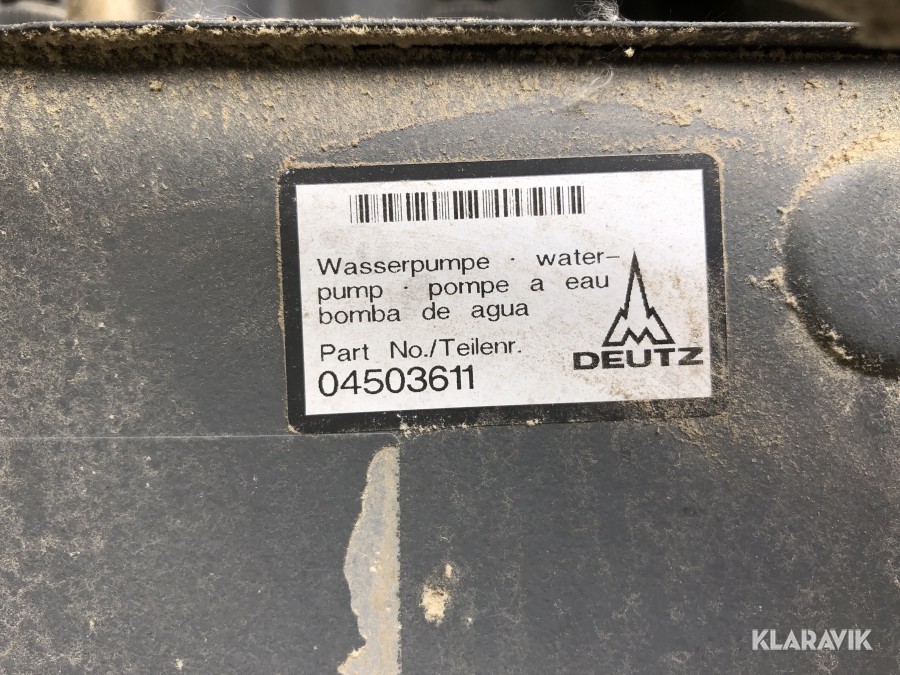 Wasserpumpe · water-
pump · pompe a eau
bomba de agua
Part No./Teilenr.
04503611
DEUTZ
KLARAVIK